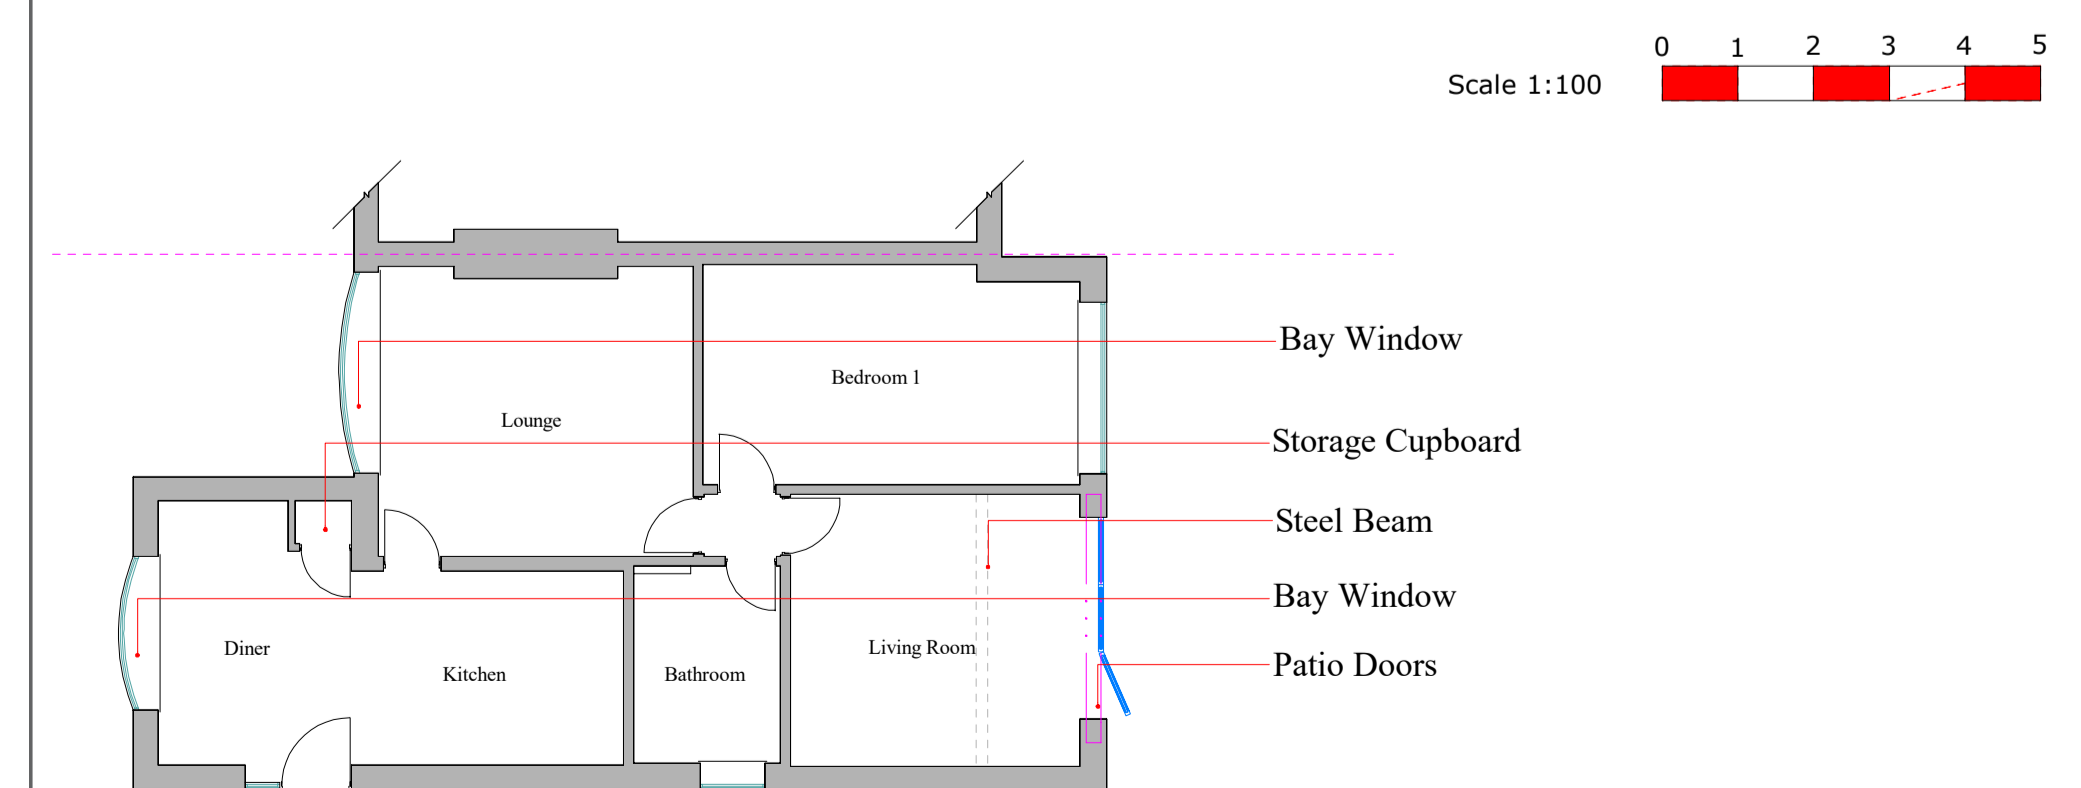 0 1 2 3 4 5
Scale 1:100
Bay Window
Bedroom 1
Lounge
Storage Cupboard
Steel Beam
Bay Window
Diner
Kitchen
Bathroom
Living Room
Patio Doors